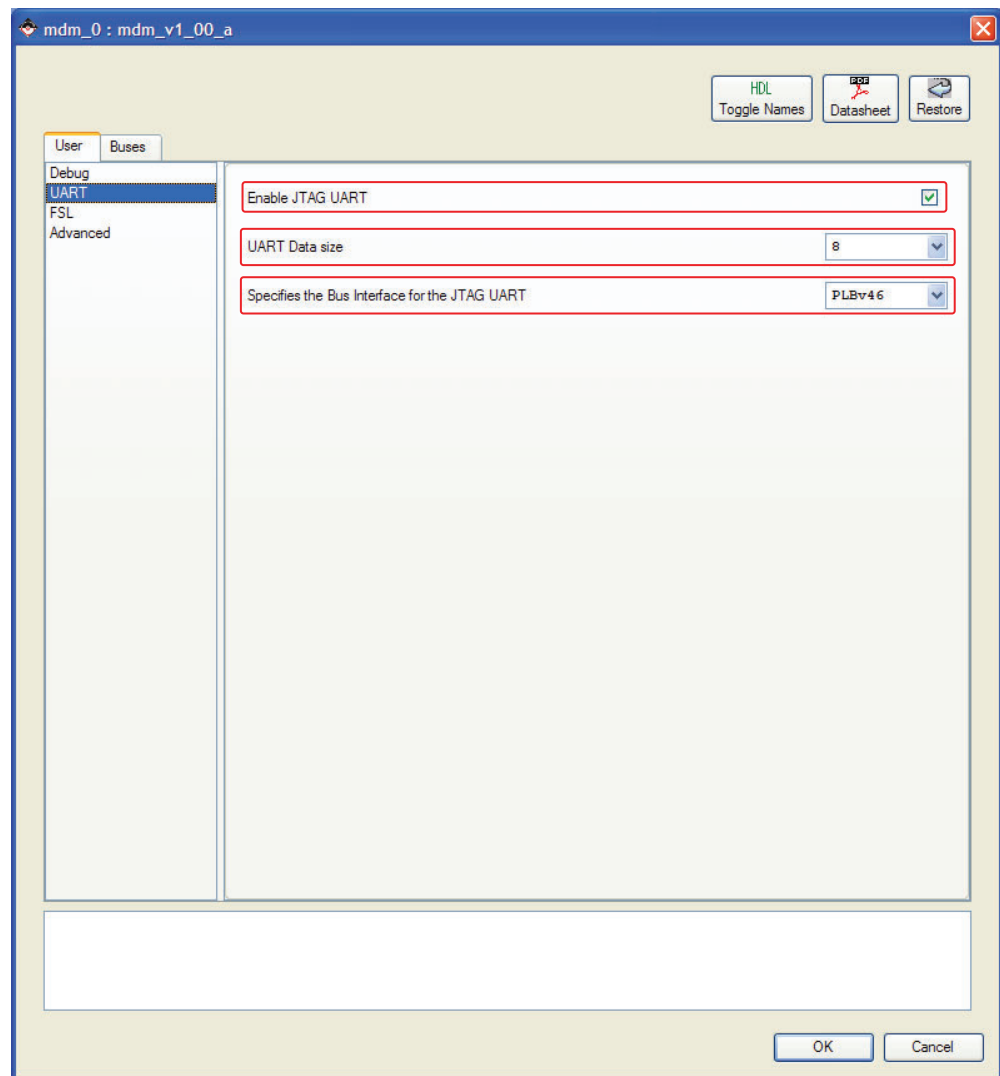 mdm_0 : mdm_v1_00_a
HDL
Toggle Names
PDF
Datasheet
Restore
User
Buses
Debug
UART
FSL
Advanced
Enable JTAG UART
UART Data size
8
Specifies the Bus Interface for the JTAG UART
PLBv46
OK
Cancel